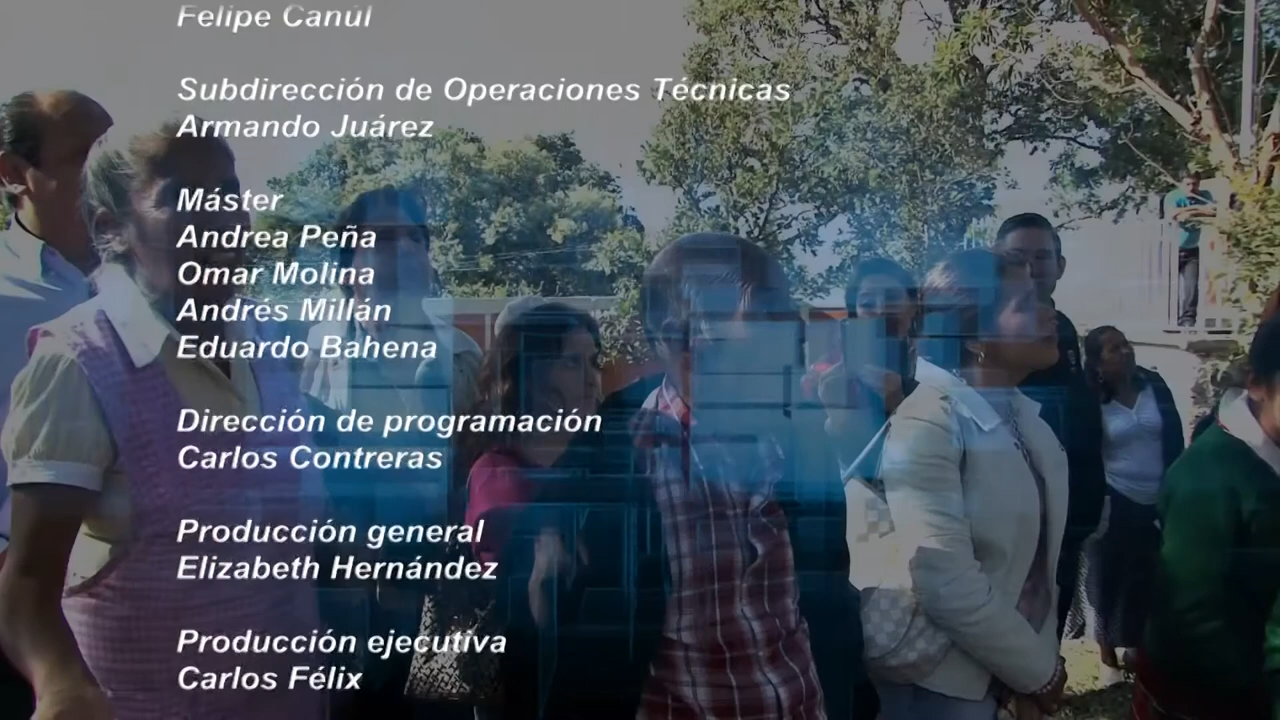 Felipe Canúl
Subdirección de Operaciones Técnicas
Armando Juárez
Máster
Andrea Peña
Omar Molina
Andrés Millán
Eduardo Bahena
Dirección de programación
Carlos Contreras
Producción general
Elizabeth Hernández
Producción ejecutiva
Carlos Félix